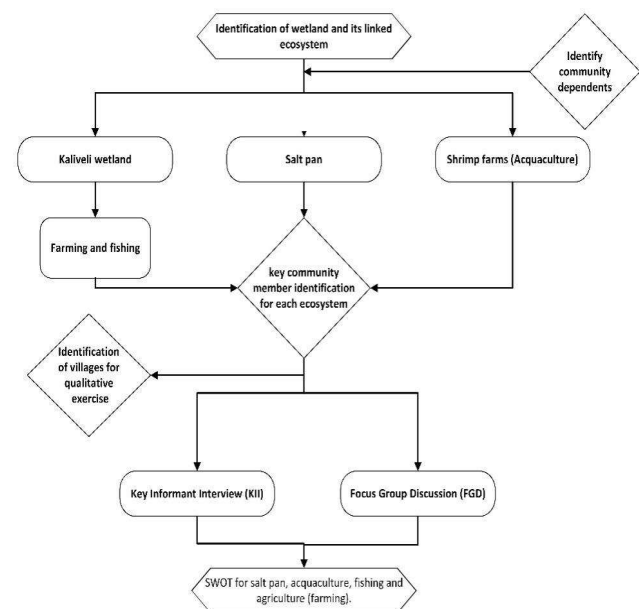 Identification of wetland and its linked
ecosystem
Identify
community
dependents
Kaliveli wetland
Salt pan
Shrimp farms (Acquaculture)
Farming and fishing
key community
member identification
for each ecosystem
Identification
of villages for
qualitative
exercise
Key Informant Interview (KII)
Focus Group Discussion (FGD)
SWOT for salt pan, acquaculture, fishing and
agriculture (farming).